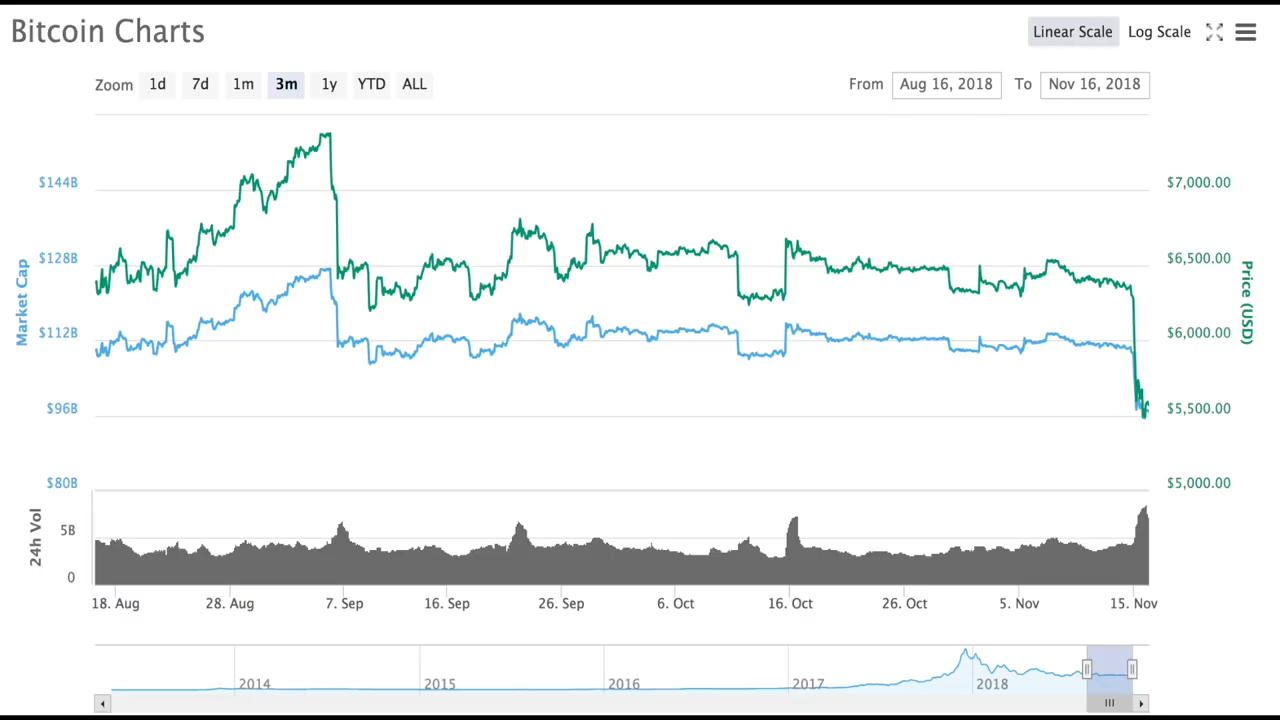 Bitcoin Charts
Linear Scale Log Scale
Zoom 1d 7d 1m 3m 1y YTD ALL
From Aug 16, 2018 To Nov 16, 2018
$144B
$128B
$112B
$96B
$80B
Market Cap
$7,000.00
$6,500.00
$6,000.00
$5,500.00
$5,000.00
Price (USD)
24h Vol
5B
0
18. Aug 28. Aug 7. Sep 16. Sep 26. Sep 6. Oct 16. Oct 26. Oct 5. Nov 15. Nov
2014 2015 2016 2017 2018